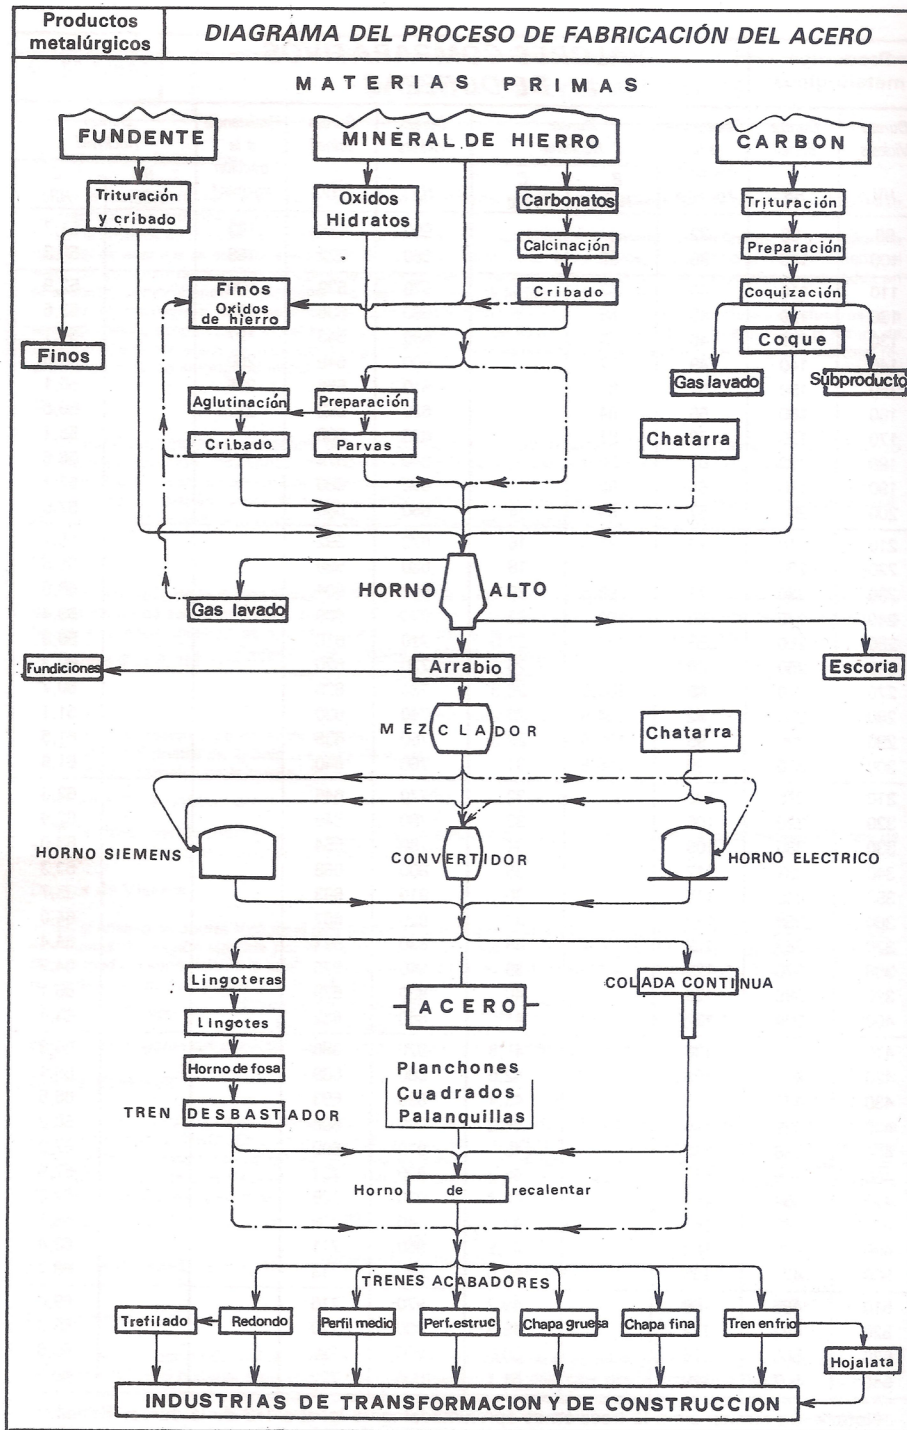 Productos
metalúrgicos
DIAGRAMA DEL PROCESO DE FABRICACIÓN DEL ACERO
MATERIAS PRIMAS
FUNDENTE
MINERAL DE HIERRO
CARBON
Trituración
y cribado
Oxidos
Hidratos
Carbonatos
Trituración
Calcinación
Preparación
Finos
Oxidos
de hierro
Cribado
Coquización
Finos
Coque
Gas lavado
Súbproducto
Aglutinación
Preparación
Cribado
Parvas
Chatarra
HORNO ALTO
Gas lavado
Fundiciones
Arrabio
Escoria
MEZCLADOR
Chatarra
HORNO SIEMENS
CONVERTIDOR
HORNO ELECTRICO
Lingoteras
COLADA CONTINUA
ACERO
Lingotes
Horno de fosa
Planchones
Cuadrados
Palanquillas
TREN DESBASTADOR
Horno de recalentar
TRENES ACABADORES
Trefilado
Redondo
Perfil medio
Perf.estruc.
Chapa gruesa
Chapa fina
Tren en frio
Hojalata
INDUSTRIAS DE TRANSFORMACION Y DE CONSTRUCCION